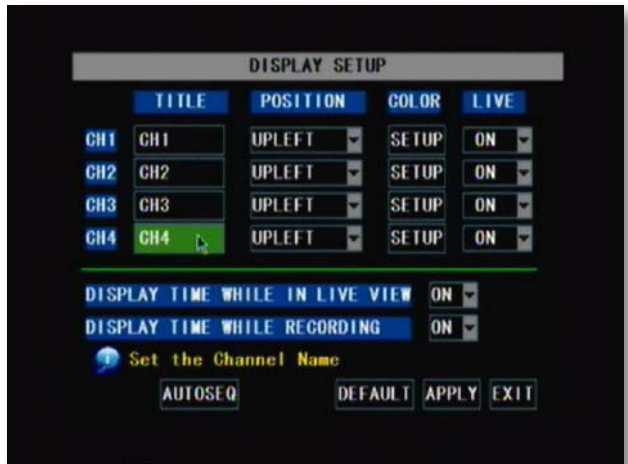 DISPLAY SETUP
TITLE POSITION COLOR LIVE
CH1 CH1 UPLEFT SETUP ON
CH2 CH2 UPLEFT SETUP ON
CH3 CH3 UPLEFT SETUP ON
CH4 CH4 UPLEFT SETUP ON
DISPLAY TIME WHILE IN LIVE VIEW ON
DISPLAY TIME WHILE RECORDING ON
Set the Channel Name
AUTOSEQ DEFAULT APPLY EXIT